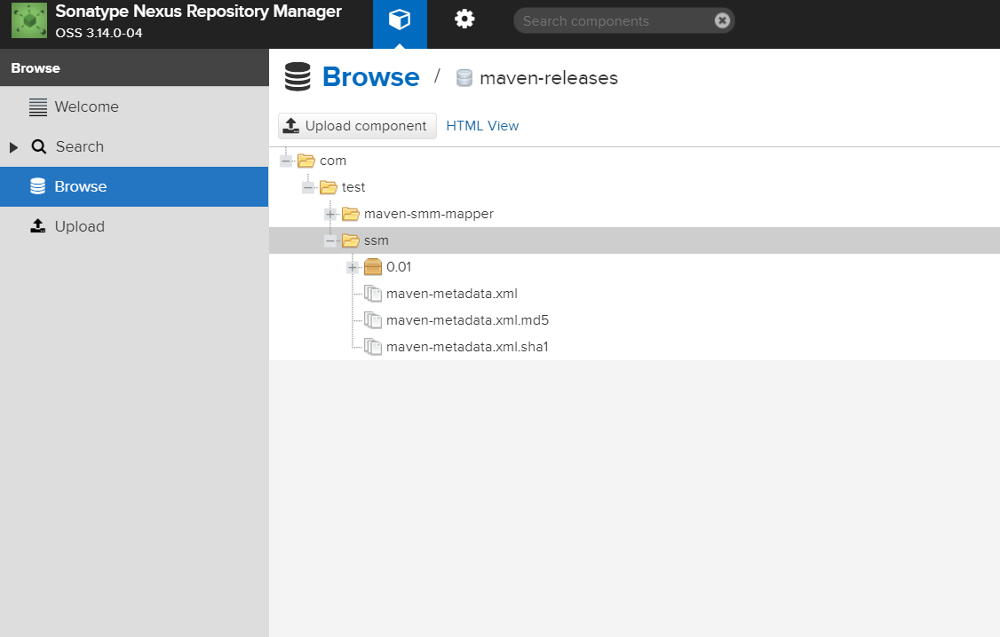 Sonatype Nexus Repository Manager
OSS 3.14.0-04
Search components
Browse
Welcome
Search
Browse
Upload
Browse / maven-releases
Upload component HTML View
com
test
maven-smm-mapper
ssm
0.01
maven-metadata.xml
maven-metadata.xml.md5
maven-metadata.xml.sha1